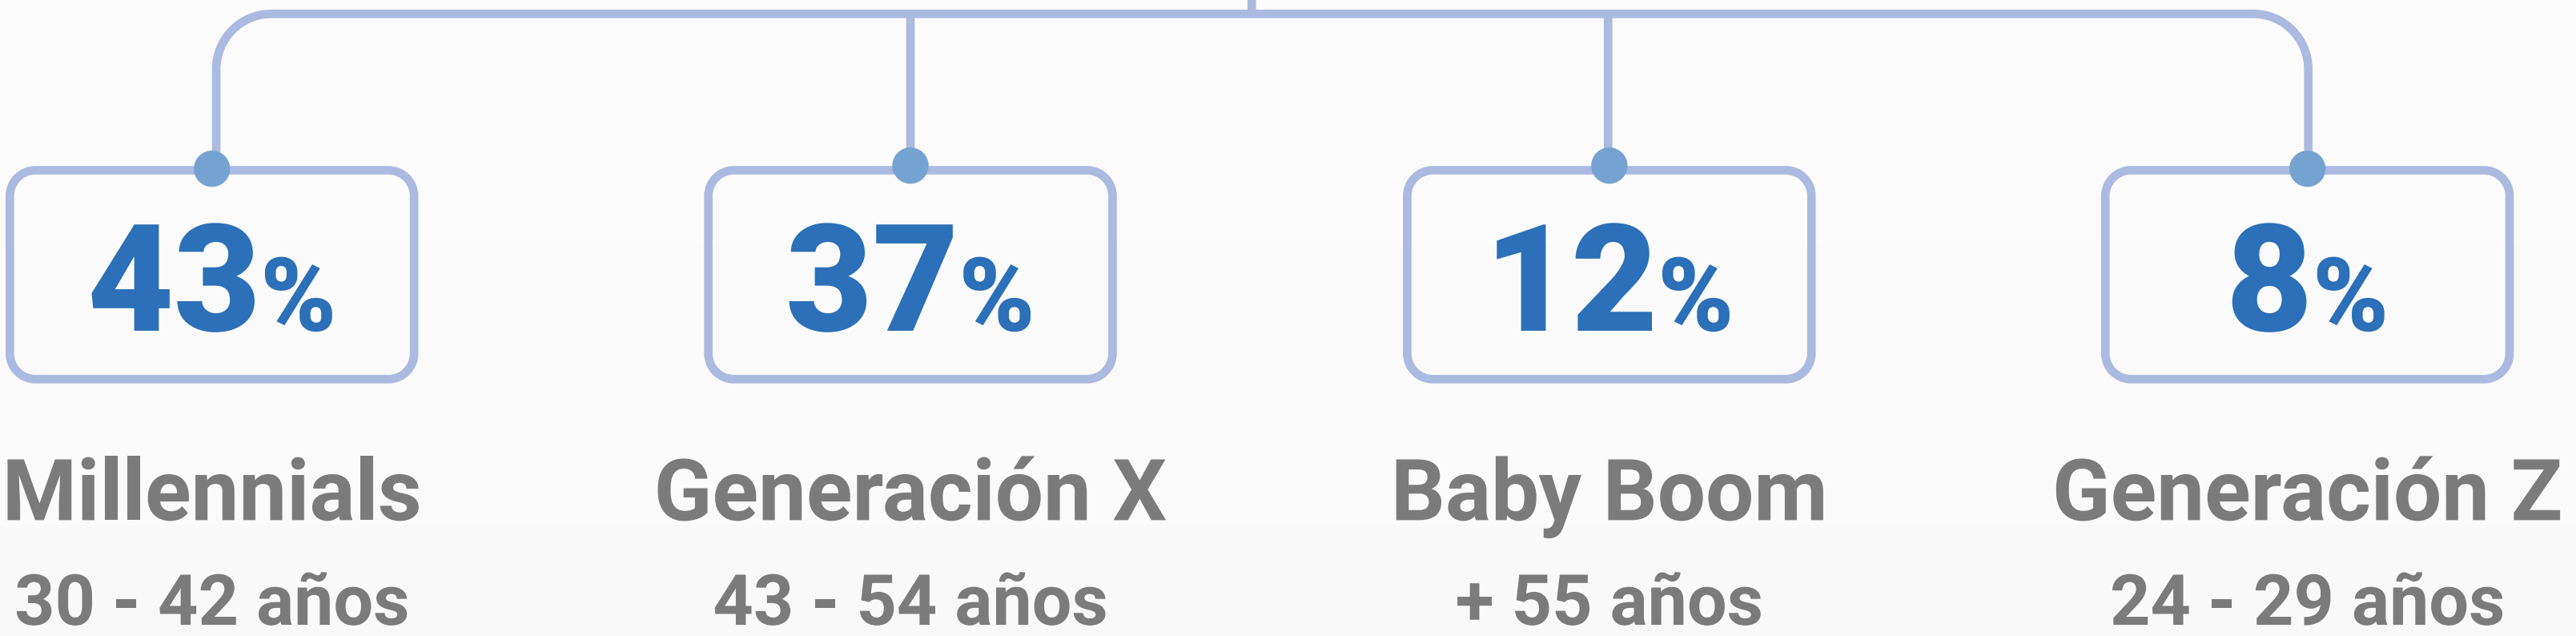 43%
37%
12%
8%
Millennials
Generación X
Baby Boom
Generación Z
30 - 42 años
43 - 54 años
+ 55 años
24 - 29 años